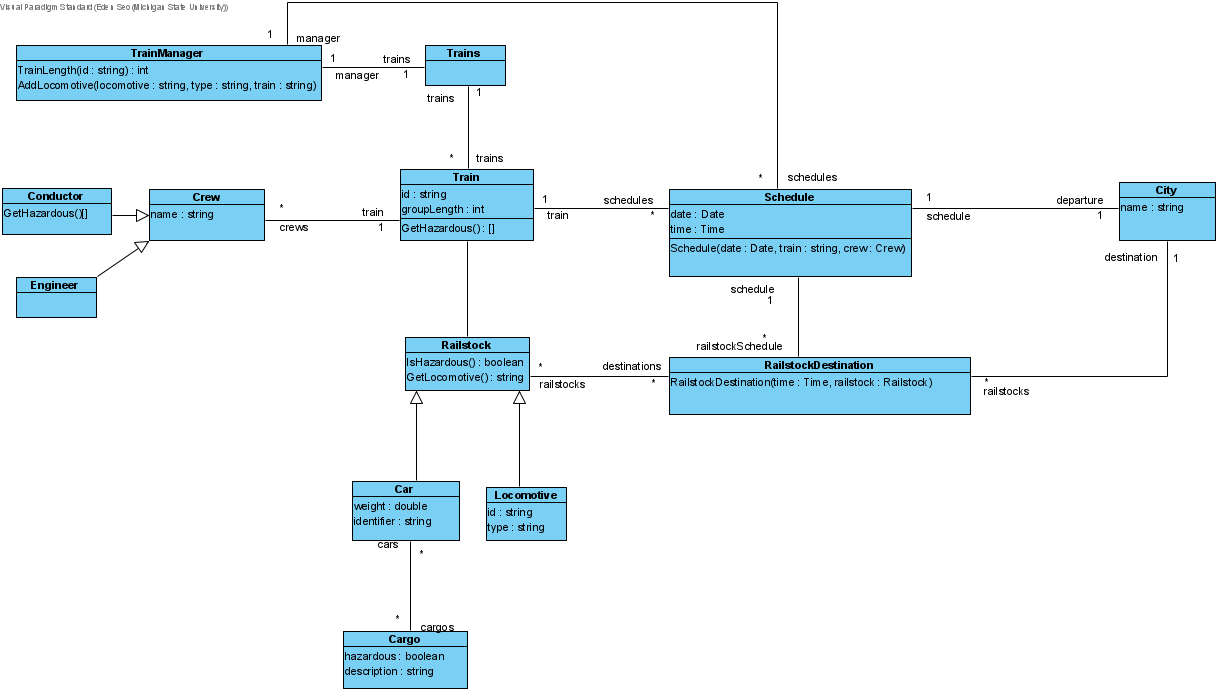 Visual Paradigm Standard (Eden Seo (Michigan State University))
1
manager
TrainManager
TrainLength(id : string) : int
AddLocomotive(locomotive : string, type : string, train : string)
1
manager
trains
1
Trains
trains
1
*
trains
*
schedules
Conductor
GetHazardous()[]
Crew
name : string
*
crews
train
1
Train
id : string
groupLength : int
GetHazardous() : []
1
train
schedules
*
Schedule
date : Date
time : Time
Schedule(date : Date, train : string, crew : Crew)
1
schedule
departure
1
City
name : string
destination
1
Engineer
schedule
1
*
railstockSchedule
Railstock
IsHazardous() : boolean
GetLocomotive() : string
*
railstocks
destinations
*
RailstockDestination
RailstockDestination(time : Time, railstock : Railstock)
*
railstocks
Car
weight : double
identifier : string
Locomotive
id : string
type : string
cars
*
*
cargos
Cargo
hazardous : boolean
description : string